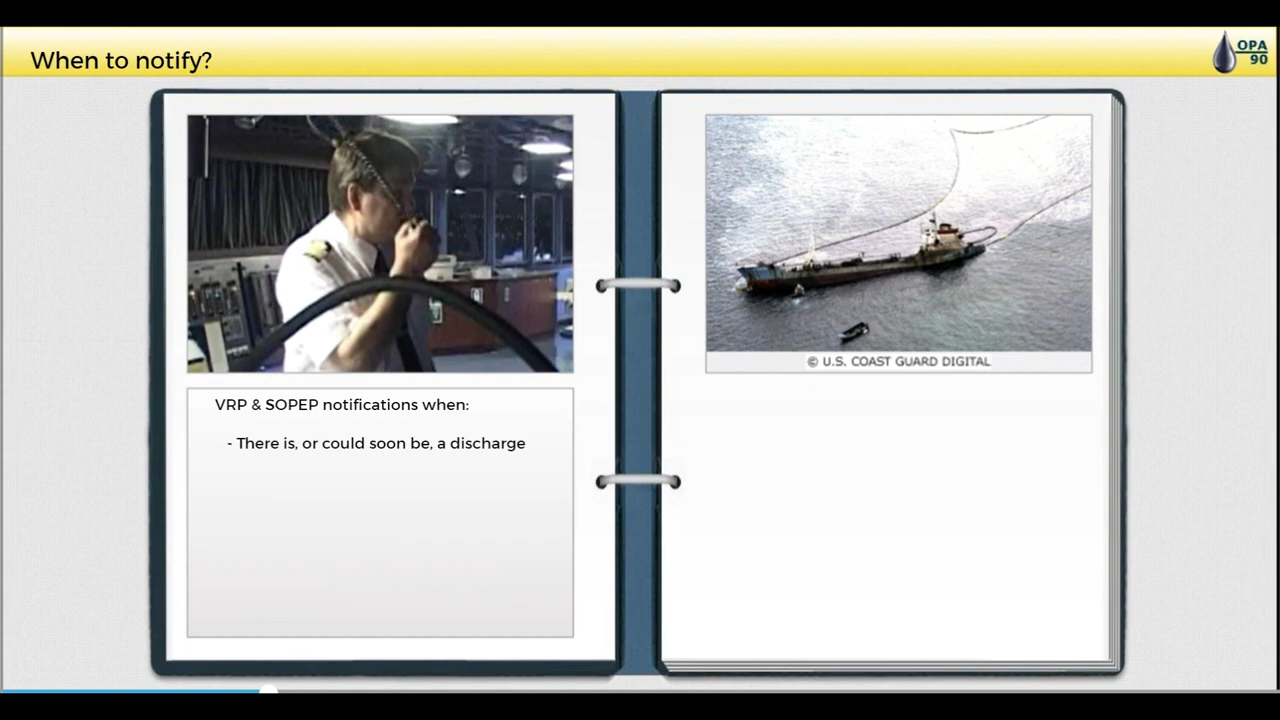 When to notify?
OPA
90
© U.S. COAST GUARD DIGITAL
VRP & SOPEP notifications when:
- There is, or could soon be, a discharge